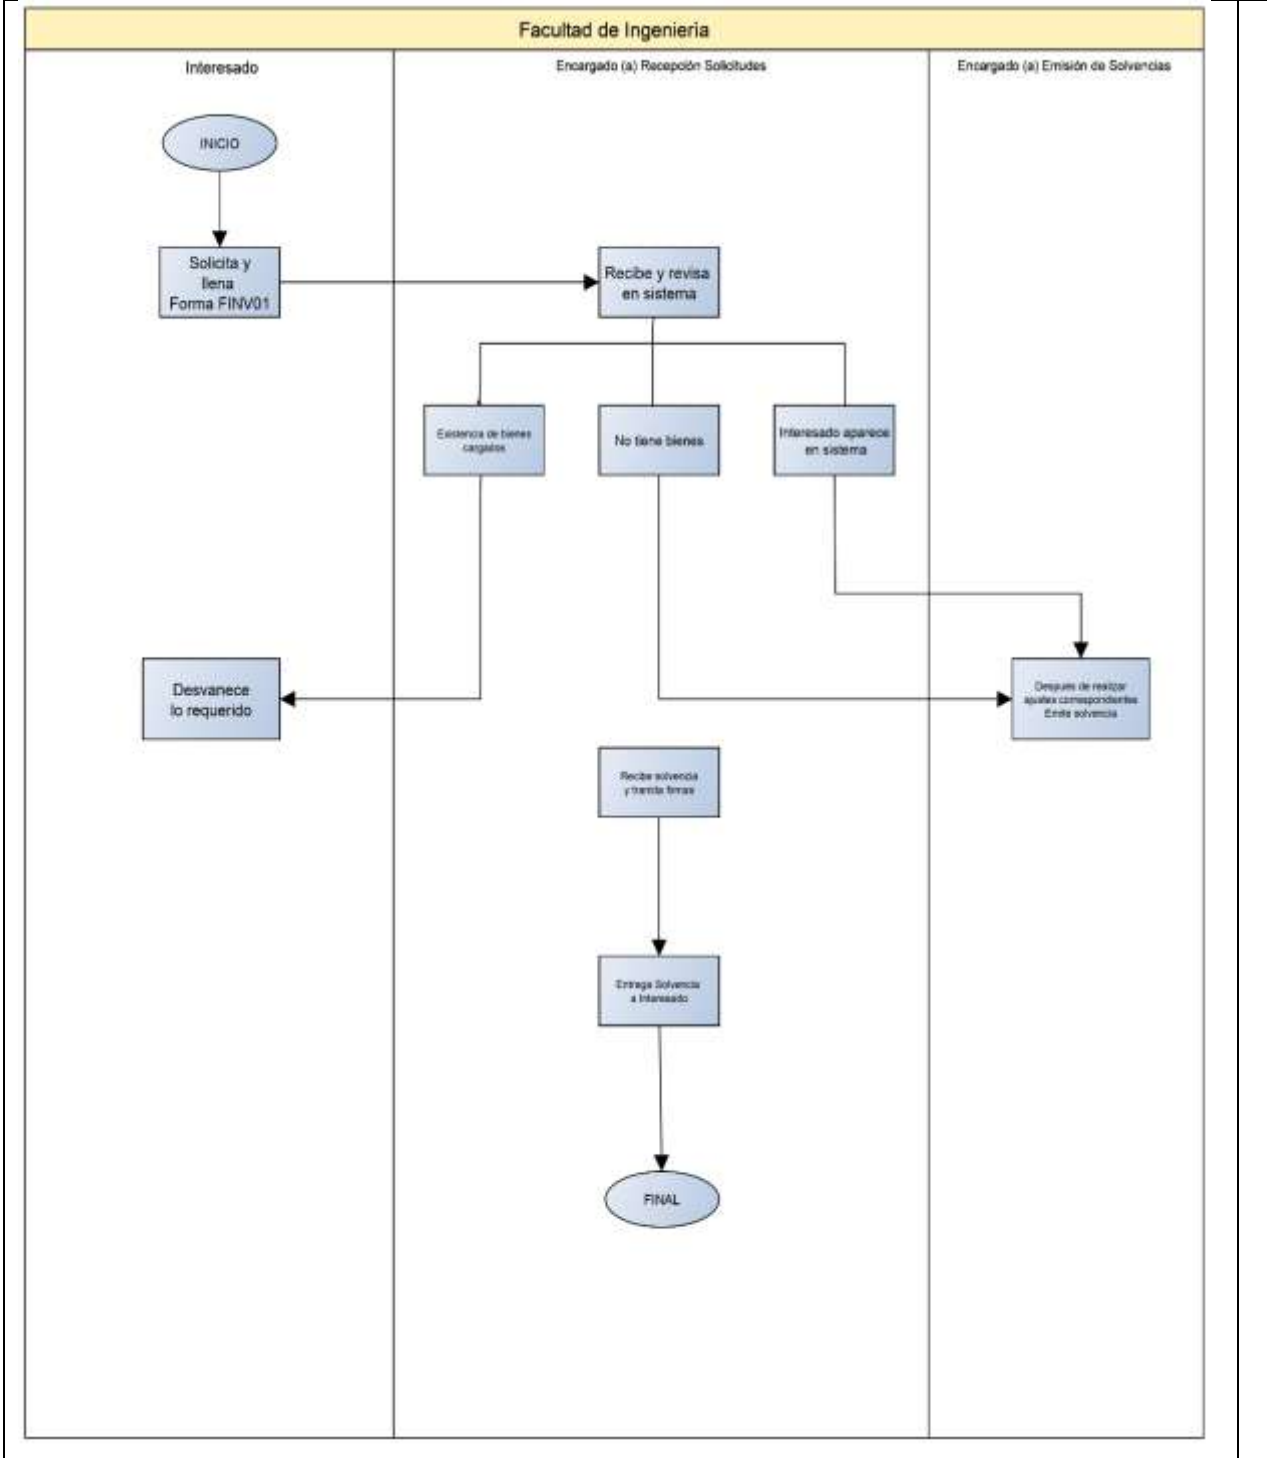 Facultad de Ingenieria
Interesado
Encargado (a) Recepción Solicitudes
Encargado (a) Emisión de Solvencias
INICIO
Solicita y
llena
Forma FINV01
Recibe y revisa
en sistema
Existencia de bienes
cargados
No tiene bienes
Interesado aparece
en sistema
Desvanece
lo requerido
Después de realizar
ajustes correspondientes
Emite solvencia
Recibe solvencia
y tramita firmas
Entrega Solvencia
a Interesado
FINAL